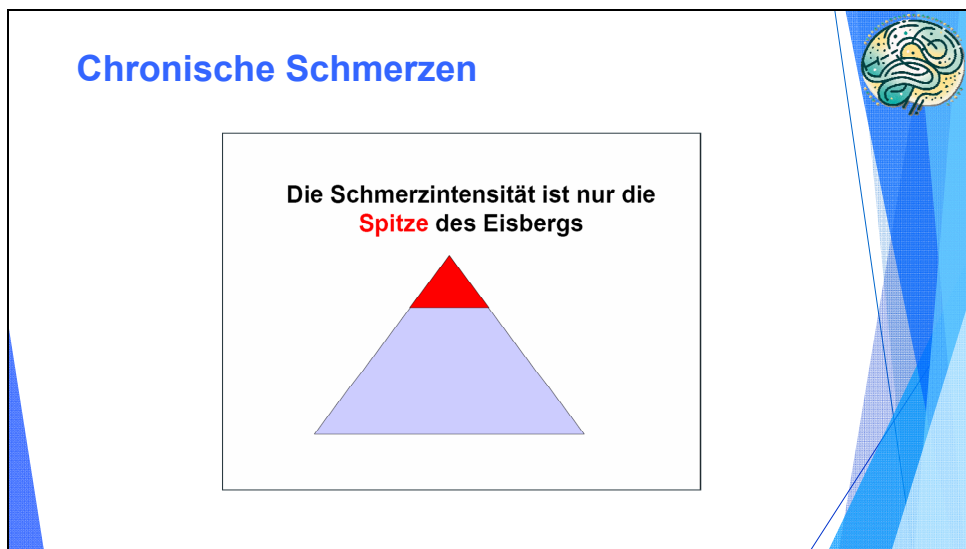 Chronische Schmerzen
Die Schmerzintensität ist nur die
Spitze des Eisbergs